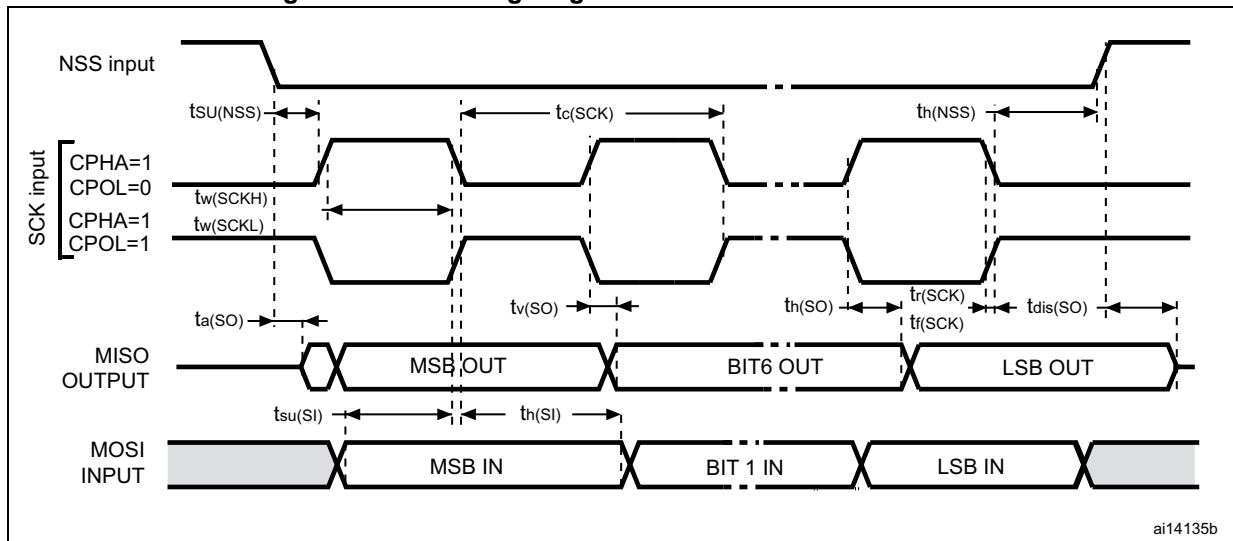 NSS input
tSU(NSS)
tc(SCK)
th(NSS)
SCK input
CPHA=1
CPOL=0
tw(SCKH)
CPHA=1
tw(SCKL)
CPOL=1
ta(SO)
tv(SO)
th(SO)
tr(SCK)
tf(SCK)
tdis(SO)
MISO
OUTPUT
MSB OUT
BIT6 OUT
LSB OUT
tsu(SI)
th(SI)
MOSI
INPUT
MSB IN
BIT 1 IN
LSB IN
ai14135b